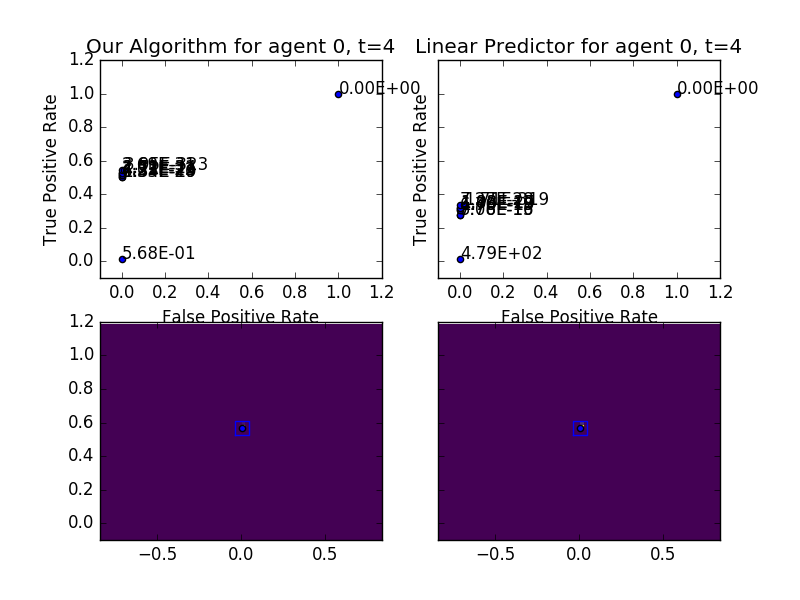 Our Algorithm for agent 0, t=4
Linear Predictor for agent 0, t=4
True Positive Rate
1.2
1.0
0.8
0.6
0.4
0.2
0.0
0.00E+00
5.68E-01
0.0 0.2 0.4 0.6 0.8 1.0 1.2
False Positive Rate
True Positive Rate
0.00E+00
4.79E+02
0.0 0.2 0.4 0.6 0.8 1.0 1.2
False Positive Rate
1.2
1.0
0.8
0.6
0.4
0.2
0.0
−0.5 0.0 0.5
−0.5 0.0 0.5